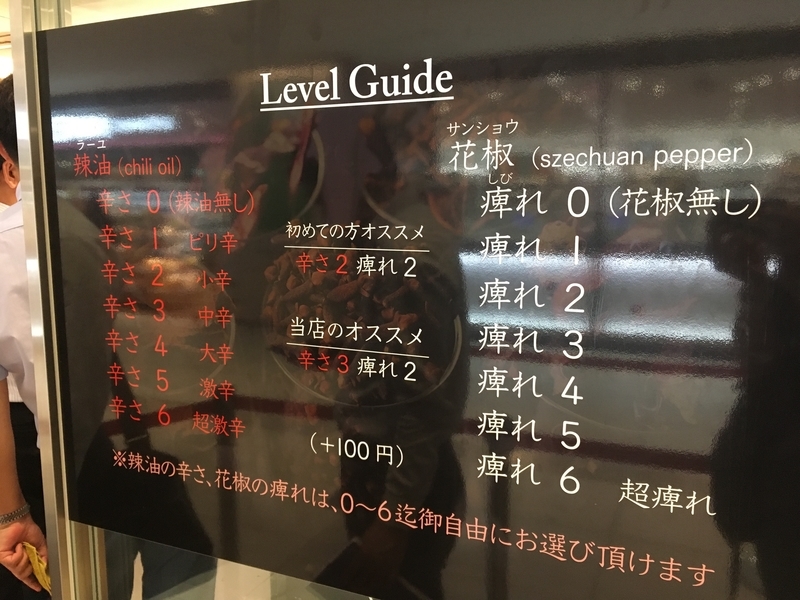 Level Guide
ラーユ
辣油 (chili oil)
辛さ 0 (辣油無し)
辛さ 1 ピリ辛
辛さ 2 小辛
辛さ 3 中辛
辛さ 4 大辛
辛さ 5 激辛
辛さ 6 超激辛
初めての方オススメ
辛さ2 痺れ2
当店のオススメ
辛さ3 痺れ2
(+100円)
サンショウ
花椒 (szechuan pepper)
しび
痺れ 0 (花椒無し)
痺れ 1
痺れ 2
痺れ 3
痺れ 4
痺れ 5
痺れ 6 超痺れ
※辣油の辛さ、花椒の痺れは、0〜6迄御自由にお選び頂けます